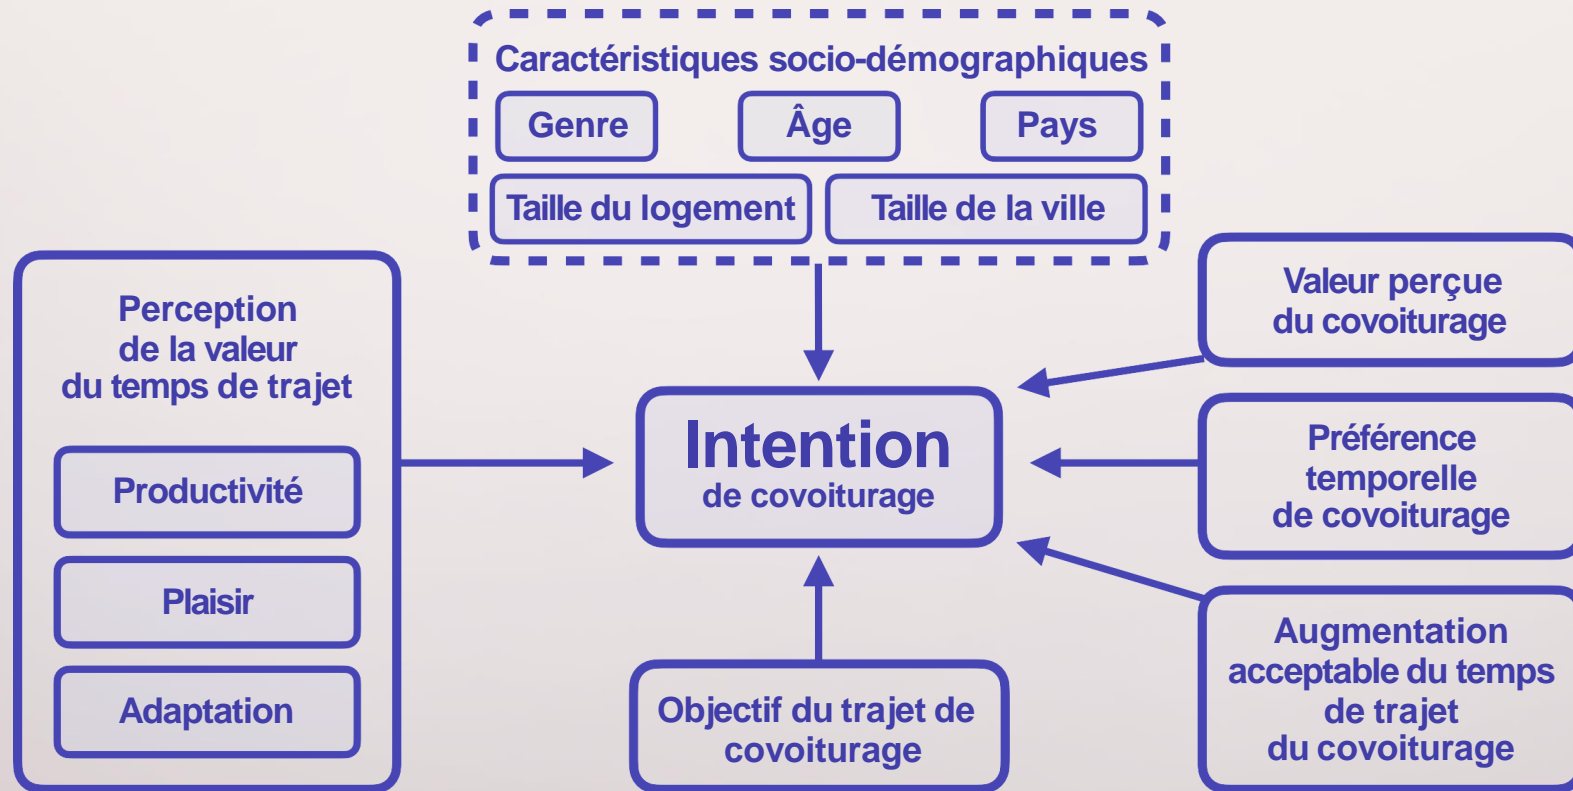 Caractéristiques socio-démographiques
Genre
Âge
Pays
Taille du logement
Taille de la ville
Perception
de la valeur
du temps de trajet
Productivité
Plaisir
Adaptation
Intention
de covoiturage
Objectif du trajet de
covoiturage
Valeur perçue
du covoiturage
Préférence
temporelle
de covoiturage
Augmentation
acceptable du temps
de trajet
du covoiturage